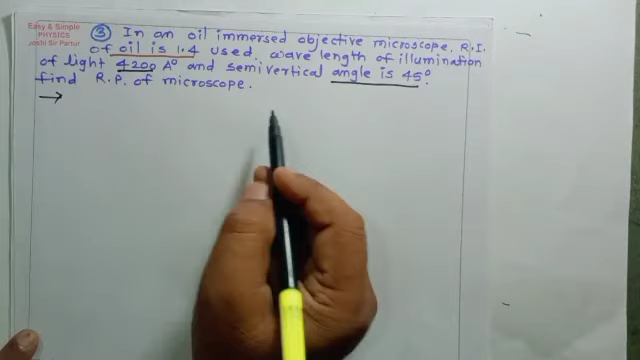 Easy & Simple
PHYSICS
Joshi Sir Partur
③ In an oil immersed objective microscope. R.I.
of oil is 1.4 used. wave length of illumination
of light 4200 A° and semivertical angle is 45°.
find R.P. of microscope.
→